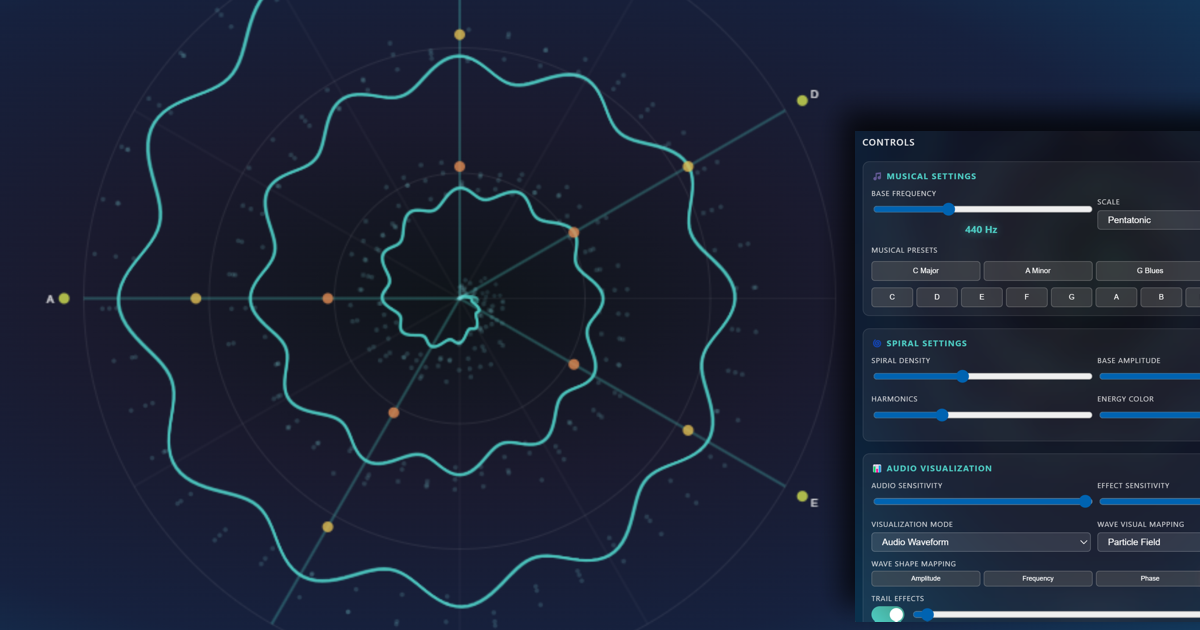 D
A
E
CONTROLS
MUSICAL SETTINGS
BASE FREQUENCY
SCALE
Pentatonic
440 Hz
MUSICAL PRESETS
C Major
A Minor
G Blues
C
D
E
F
G
A
B
SPIRAL SETTINGS
SPIRAL DENSITY
BASE AMPLITUDE
HARMONICS
ENERGY COLOR
AUDIO VISUALIZATION
AUDIO SENSITIVITY
EFFECT SENSITIVITY
VISUALIZATION MODE
WAVE VISUAL MAPPING
Audio Waveform
Particle Field
WAVE SHAPE MAPPING
Amplitude
Frequency
Phase
TRAIL EFFECTS